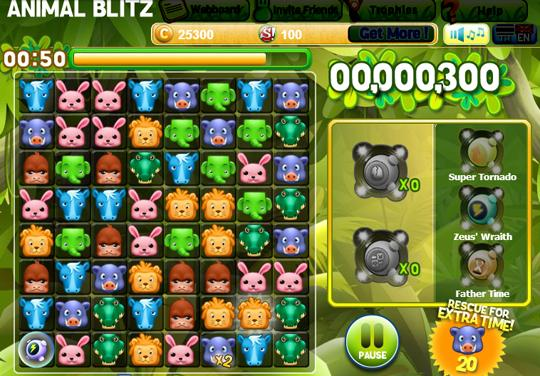 ANIMAL BLITZ
Webboard
Invite Friends
Trophies
Help
C 25300
S! 100
Get More!
TH EN
00:50
00,000,300
X0
X0
Super Tornado
Zeus' Wraith
Father Time
X2
PAUSE
RESCUE FOR
EXTRA TIME!
20